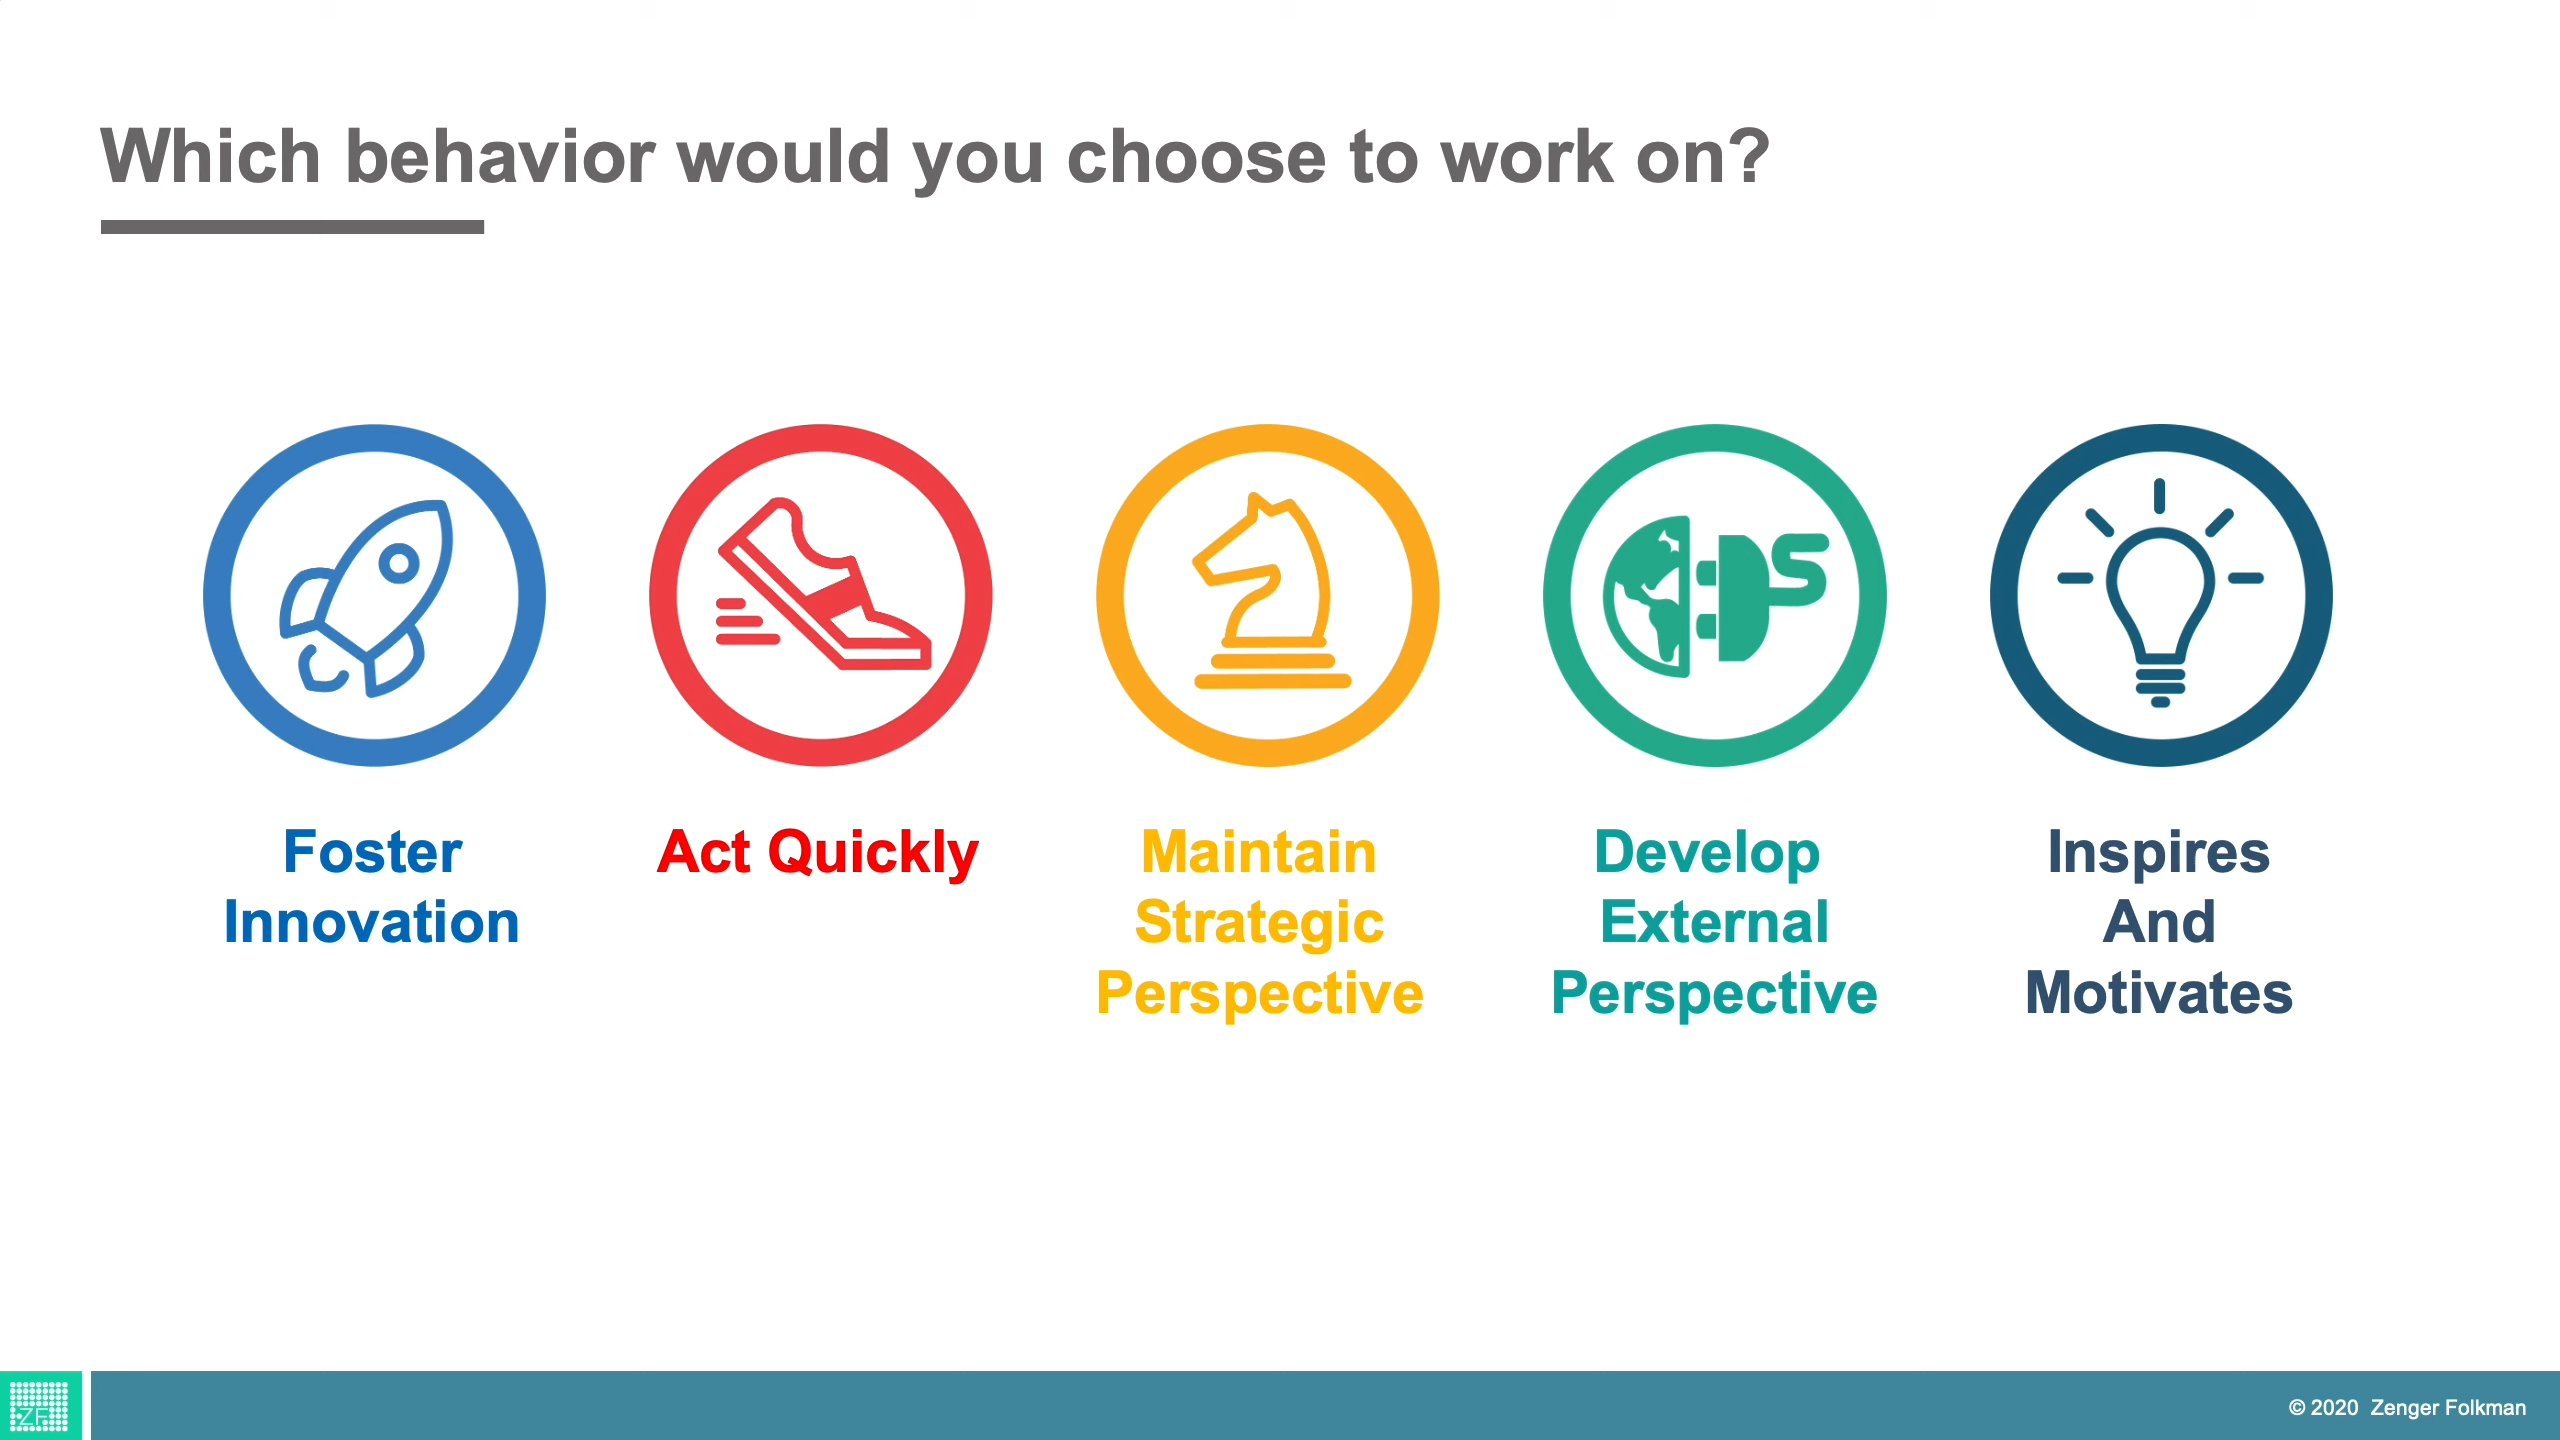 Which behavior would you choose to work on?
Foster
Innovation
Act Quickly
Maintain
Strategic
Perspective
Develop
External
Perspective
Inspires
And
Motivates
ZF
© 2020 Zenger Folkman